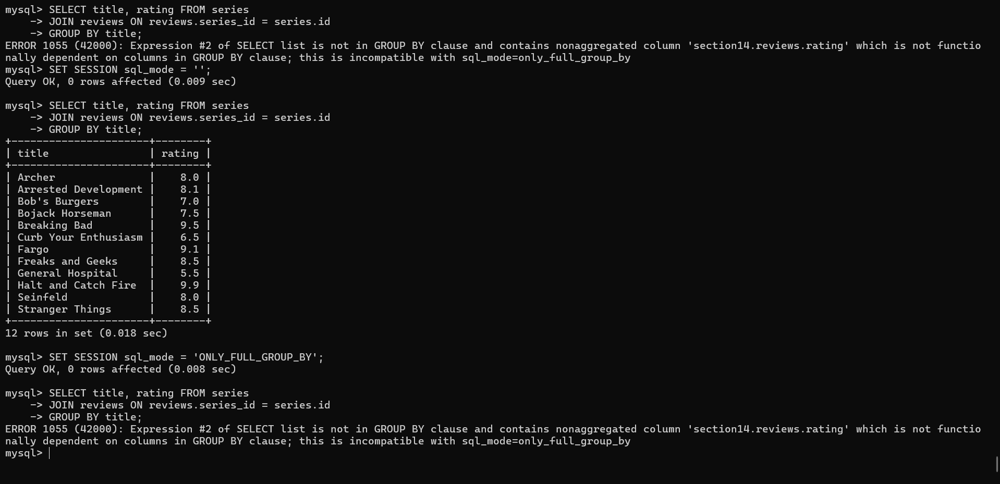 mysql> SELECT title, rating FROM series
    -> JOIN reviews ON reviews.series_id = series.id
    -> GROUP BY title;
ERROR 1055 (42000): Expression #2 of SELECT list is not in GROUP BY clause and contains nonaggregated column 'section14.reviews.rating' which is not functio
nally dependent on columns in GROUP BY clause; this is incompatible with sql_mode=only_full_group_by
mysql> SET SESSION sql_mode = '';
Query OK, 0 rows affected (0.009 sec)

mysql> SELECT title, rating FROM series
    -> JOIN reviews ON reviews.series_id = series.id
    -> GROUP BY title;
+----------------------+--------+
| title                | rating |
+----------------------+--------+
| Archer               |    8.0 |
| Arrested Development |    8.1 |
| Bob's Burgers        |    7.0 |
| Bojack Horseman      |    7.5 |
| Breaking Bad         |    9.5 |
| Curb Your Enthusiasm |    6.5 |
| Fargo                |    9.1 |
| Freaks and Geeks     |    8.5 |
| General Hospital     |    5.5 |
| Halt and Catch Fire  |    9.9 |
| Seinfeld             |    8.0 |
| Stranger Things      |    8.5 |
+----------------------+--------+
12 rows in set (0.018 sec)

mysql> SET SESSION sql_mode = 'ONLY_FULL_GROUP_BY';
Query OK, 0 rows affected (0.008 sec)

mysql> SELECT title, rating FROM series
    -> JOIN reviews ON reviews.series_id = series.id
    -> GROUP BY title;
ERROR 1055 (42000): Expression #2 of SELECT list is not in GROUP BY clause and contains nonaggregated column 'section14.reviews.rating' which is not functio
nally dependent on columns in GROUP BY clause; this is incompatible with sql_mode=only_full_group_by
mysql>